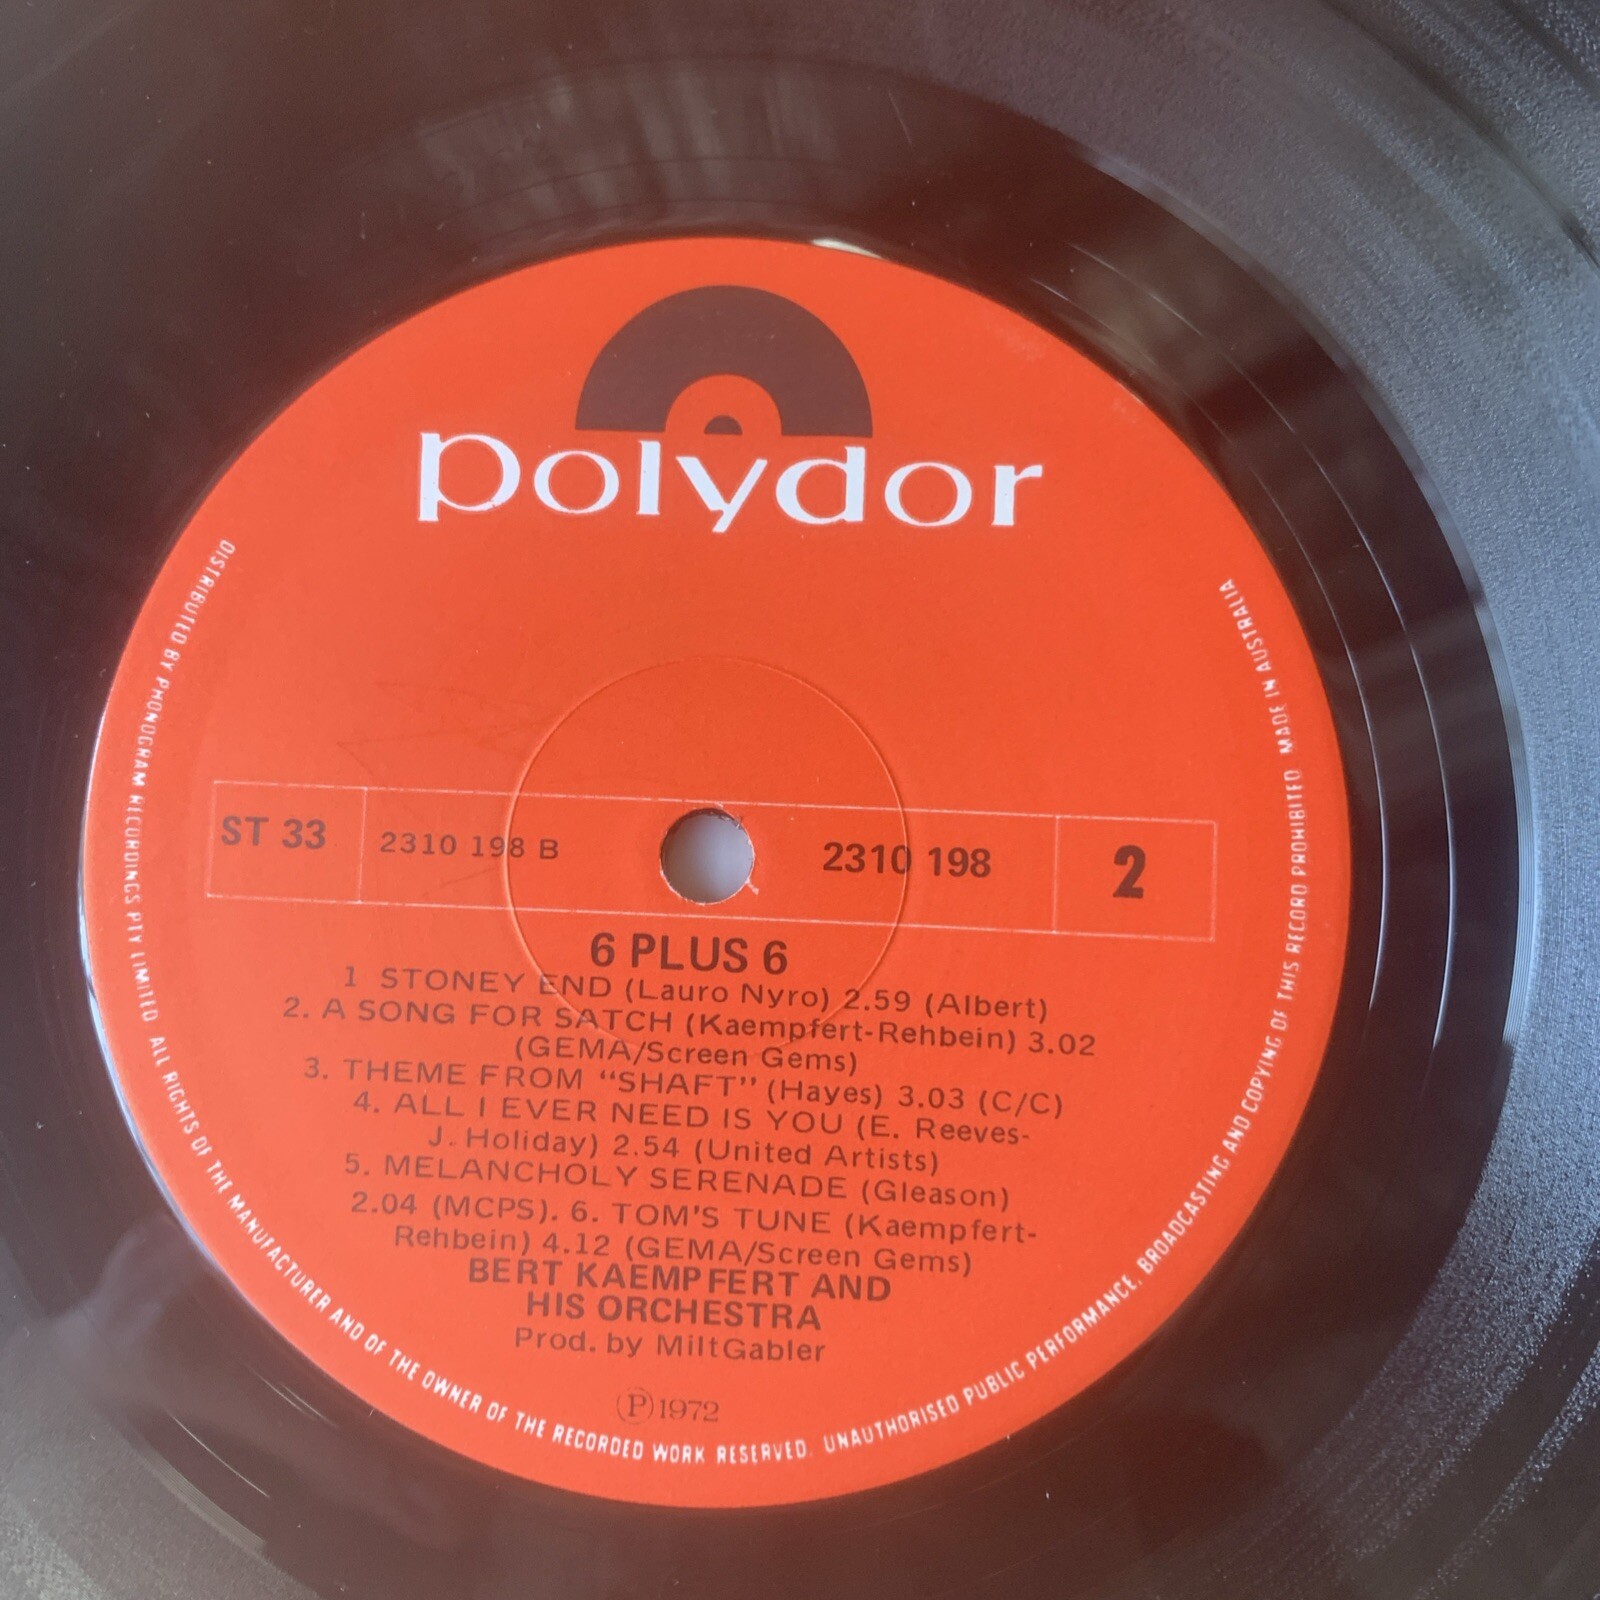 polydor
ST 33 2310 198 B 2310 198 2
6 PLUS 6
1 STONEY END (Lauro Nyro) 2.59 (Albert)
2. A SONG FOR SATCH (Kaempfert-Rehbein) 3.02
(GEMA/Screen Gems)
3. THEME FROM "SHAFT" (Hayes) 3.03 (C/C)
4. ALL I EVER NEED IS YOU (E. Reeves-
J. Holiday) 2.54 (United Artists)
5. MELANCHOLY SERENADE (Gleason)
2.04 (MCPS). 6. TOM'S TUNE (Kaempfert-
Rehbein) 4.12 (GEMA/Screen Gems)
BERT KAEMPFERT AND
HIS ORCHESTRA
Prod. by MiltGabler
Ⓟ1972
DISTRIBUTED BY PHONOGRAM RECORDINGS PTY LIMITED ALL RIGHTS OF THE MANUFACTURER AND OF THE OWNER OF THE RECORDED WORK RESERVED. UNAUTHORISED PUBLIC PERFORMANCE. BROADCASTING AND COPYING OF THIS RECORD PROHIBITED MADE IN AUSTRALIA